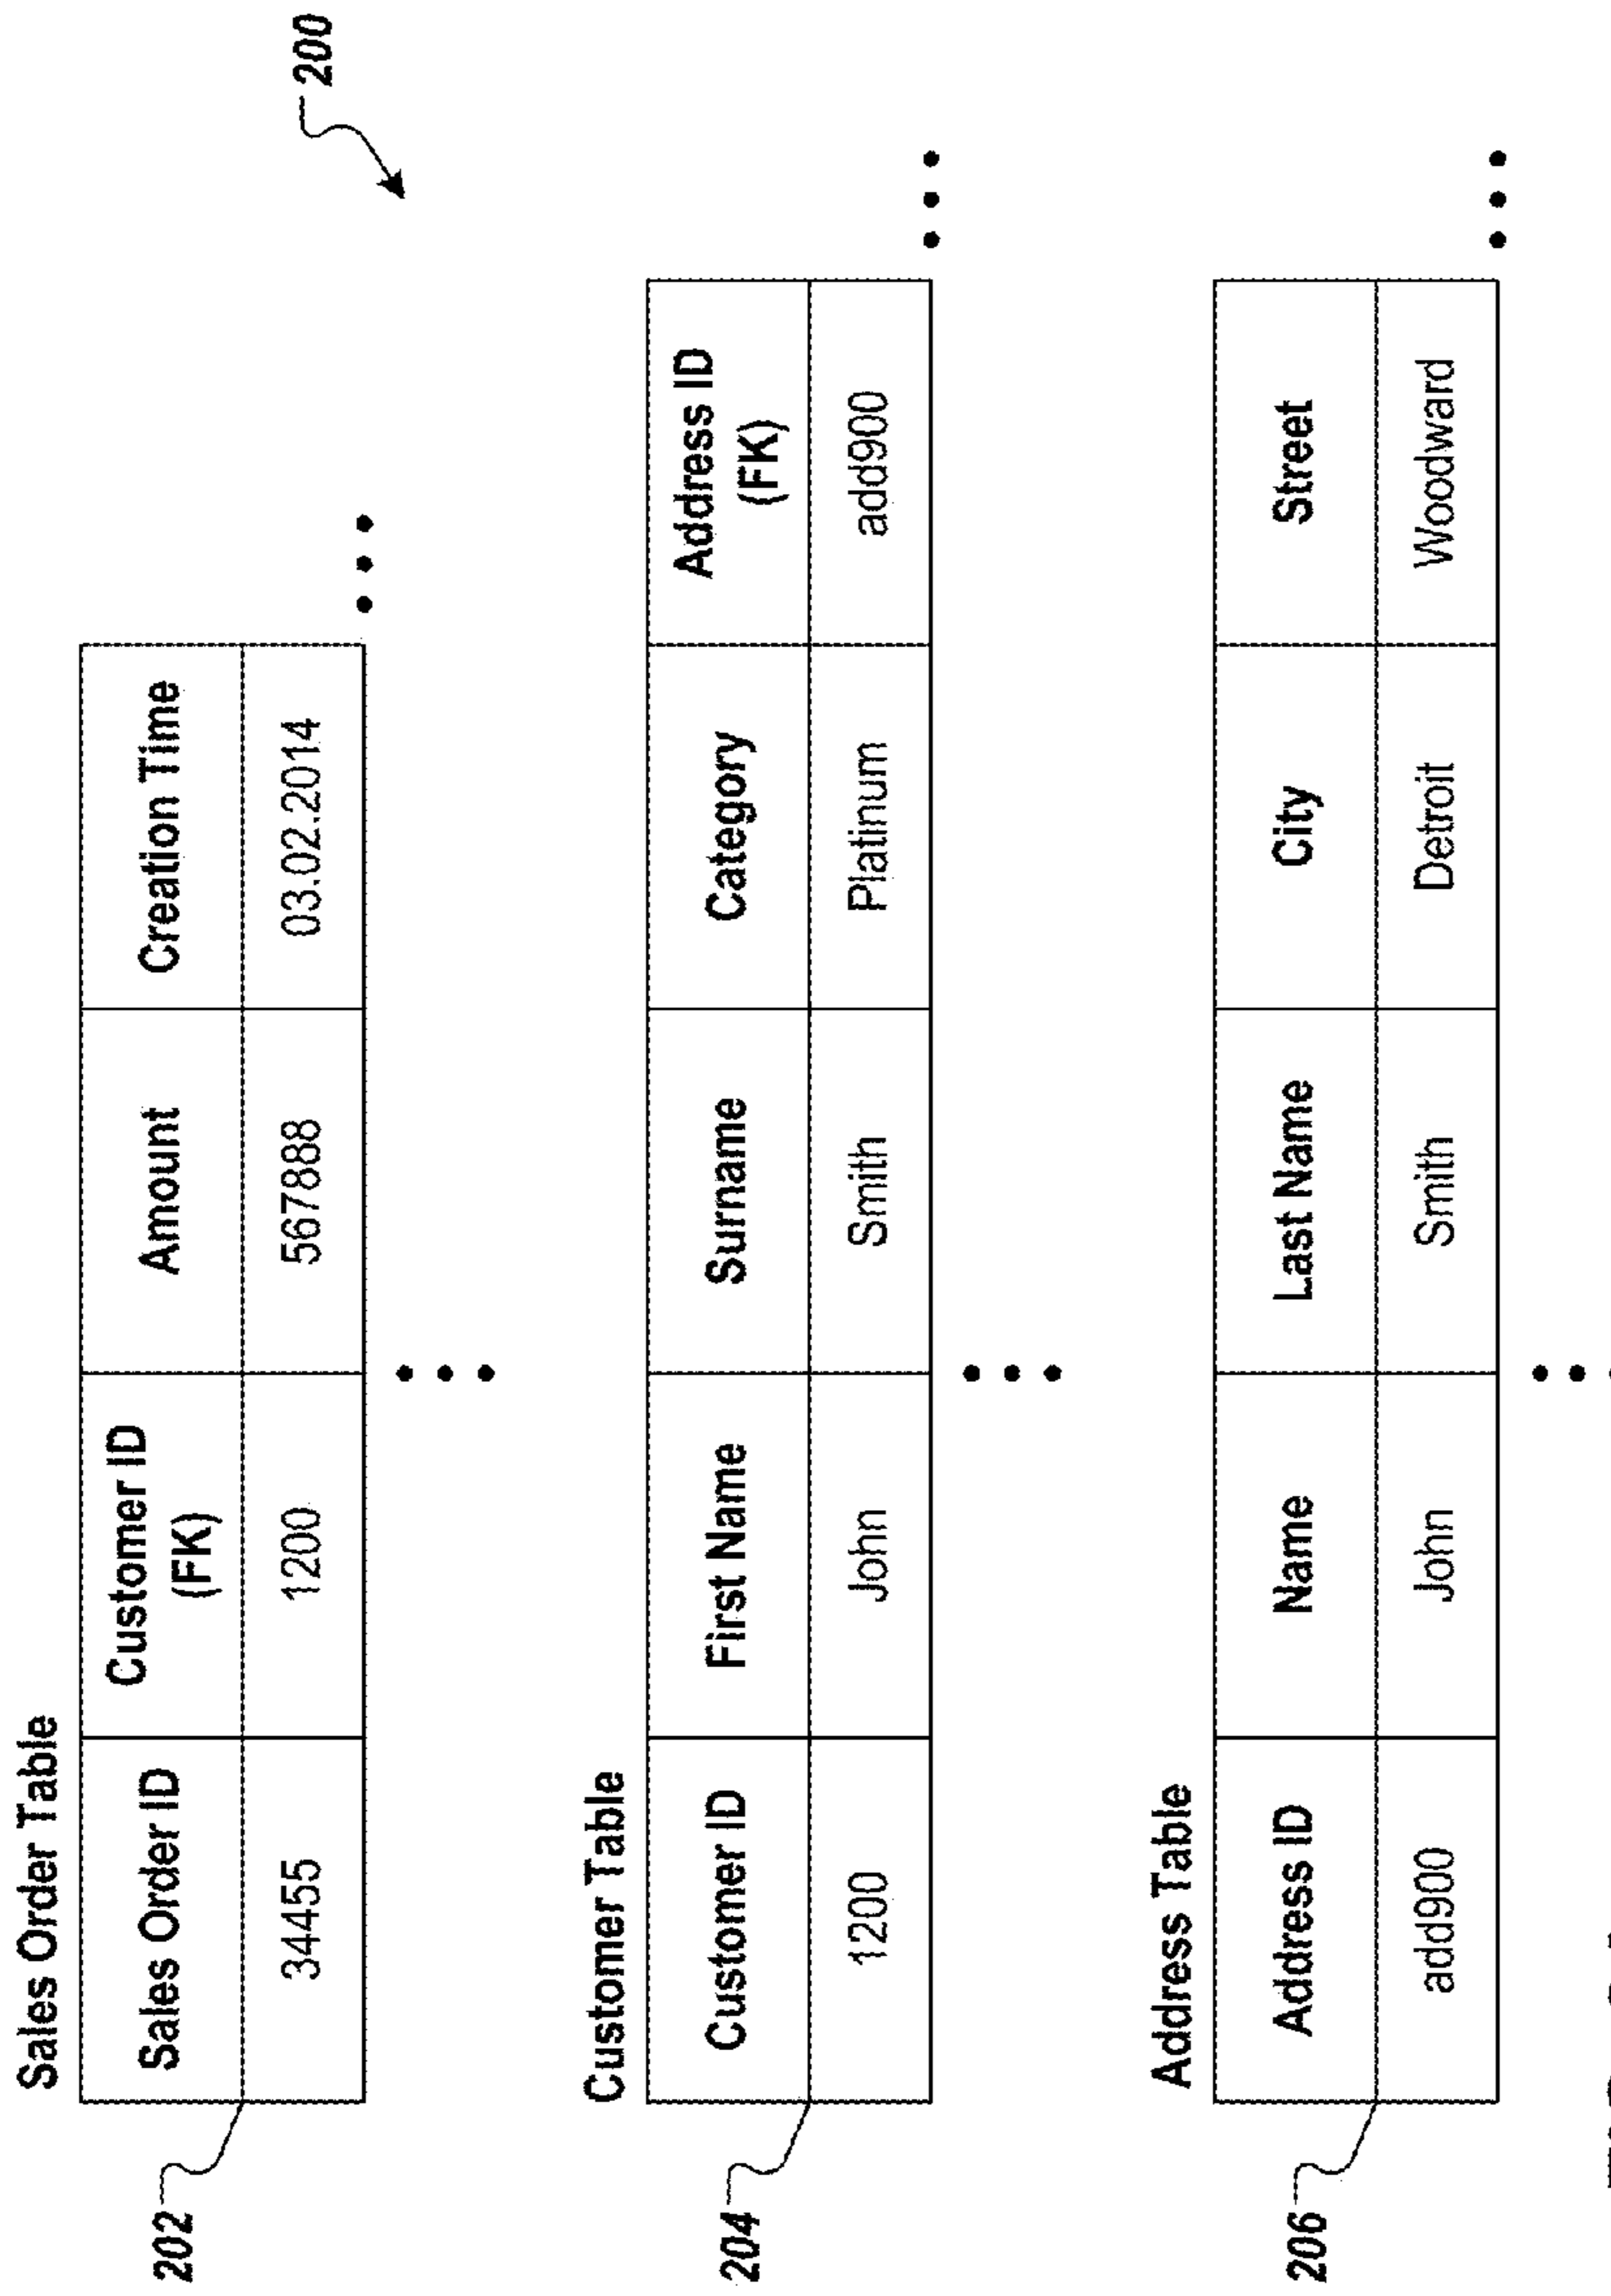 200
Sales Order Table
202
Sales Order ID | Customer ID (FK) | Amount | Creation Time
34455 | 1200 | 567888 | 03.02.2014
Customer Table
204
Customer ID | First Name | Surname | Category | Address ID (FK)
1200 | John | Smith | Platinum | add900
Address Table
206
Address ID | Name | Last Name | City | Street
add900 | John | Smith | Detroit | Woodward